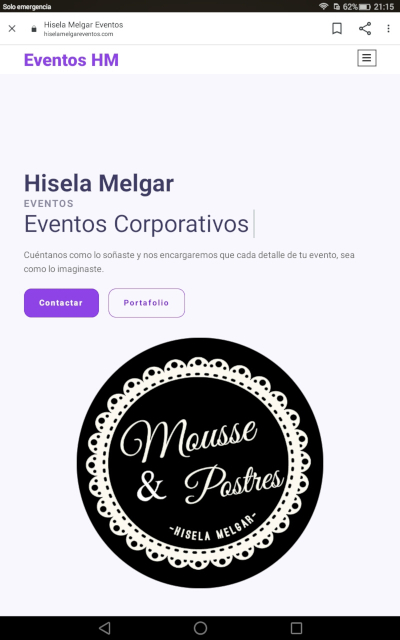 Solo emergencia
62%
21:15
Hisela Melgar Eventos
hiselamelgareventos.com
Eventos HM
Hisela Melgar
EVENTOS
Eventos Corporativos
Cuéntanos como lo soñaste y nos encargaremos que cada detalle de tu evento, sea
como lo imaginaste.
Contactar
Portafolio
Mousse
& Postres
-HISELA MELGAR-